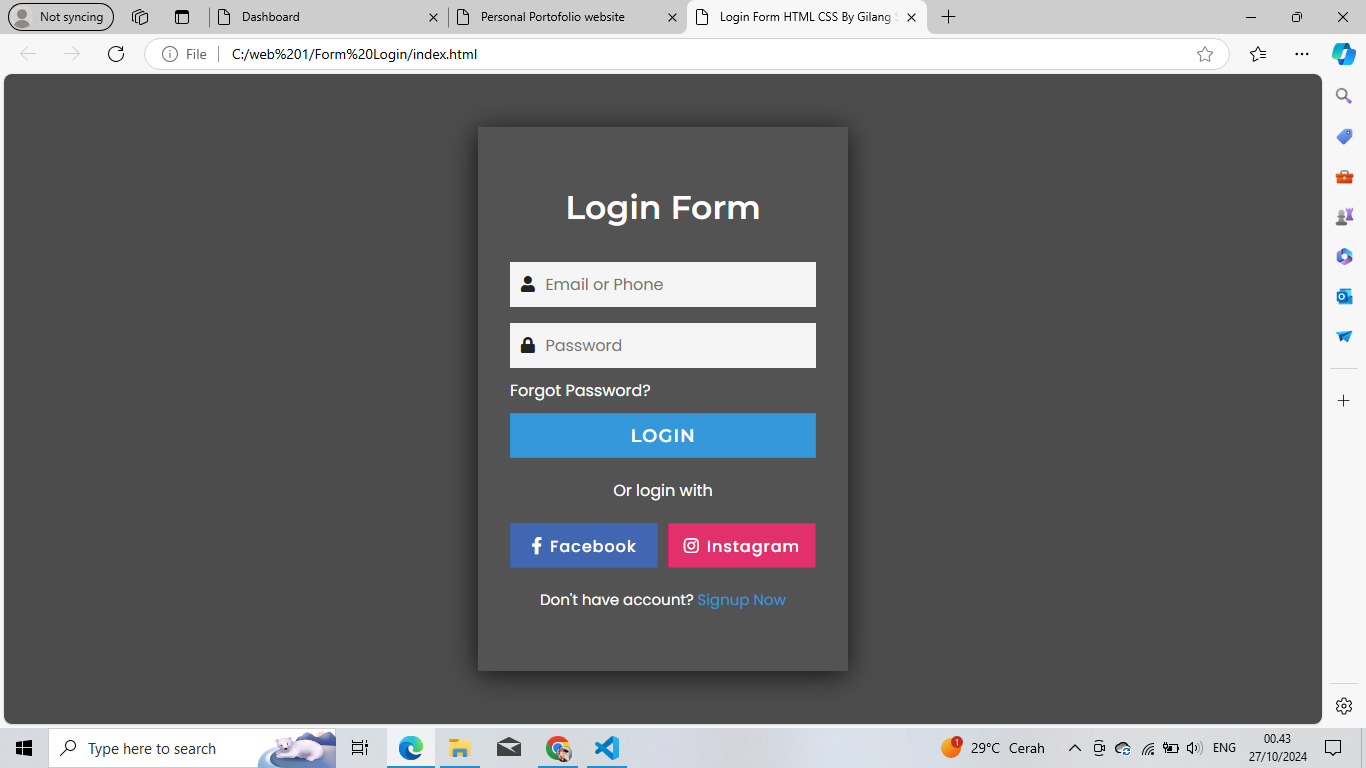 Not syncing
Dashboard
Personal Portofolio website
Login Form HTML CSS By Gilang
File
C:/web%201/Form%20Login/index.html
Login Form
Email or Phone
Password
Forgot Password?
LOGIN
Or login with
Facebook
Instagram
Don't have account? Signup Now
Type here to search
1
29°C Cerah
ENG
00.43
27/10/2024